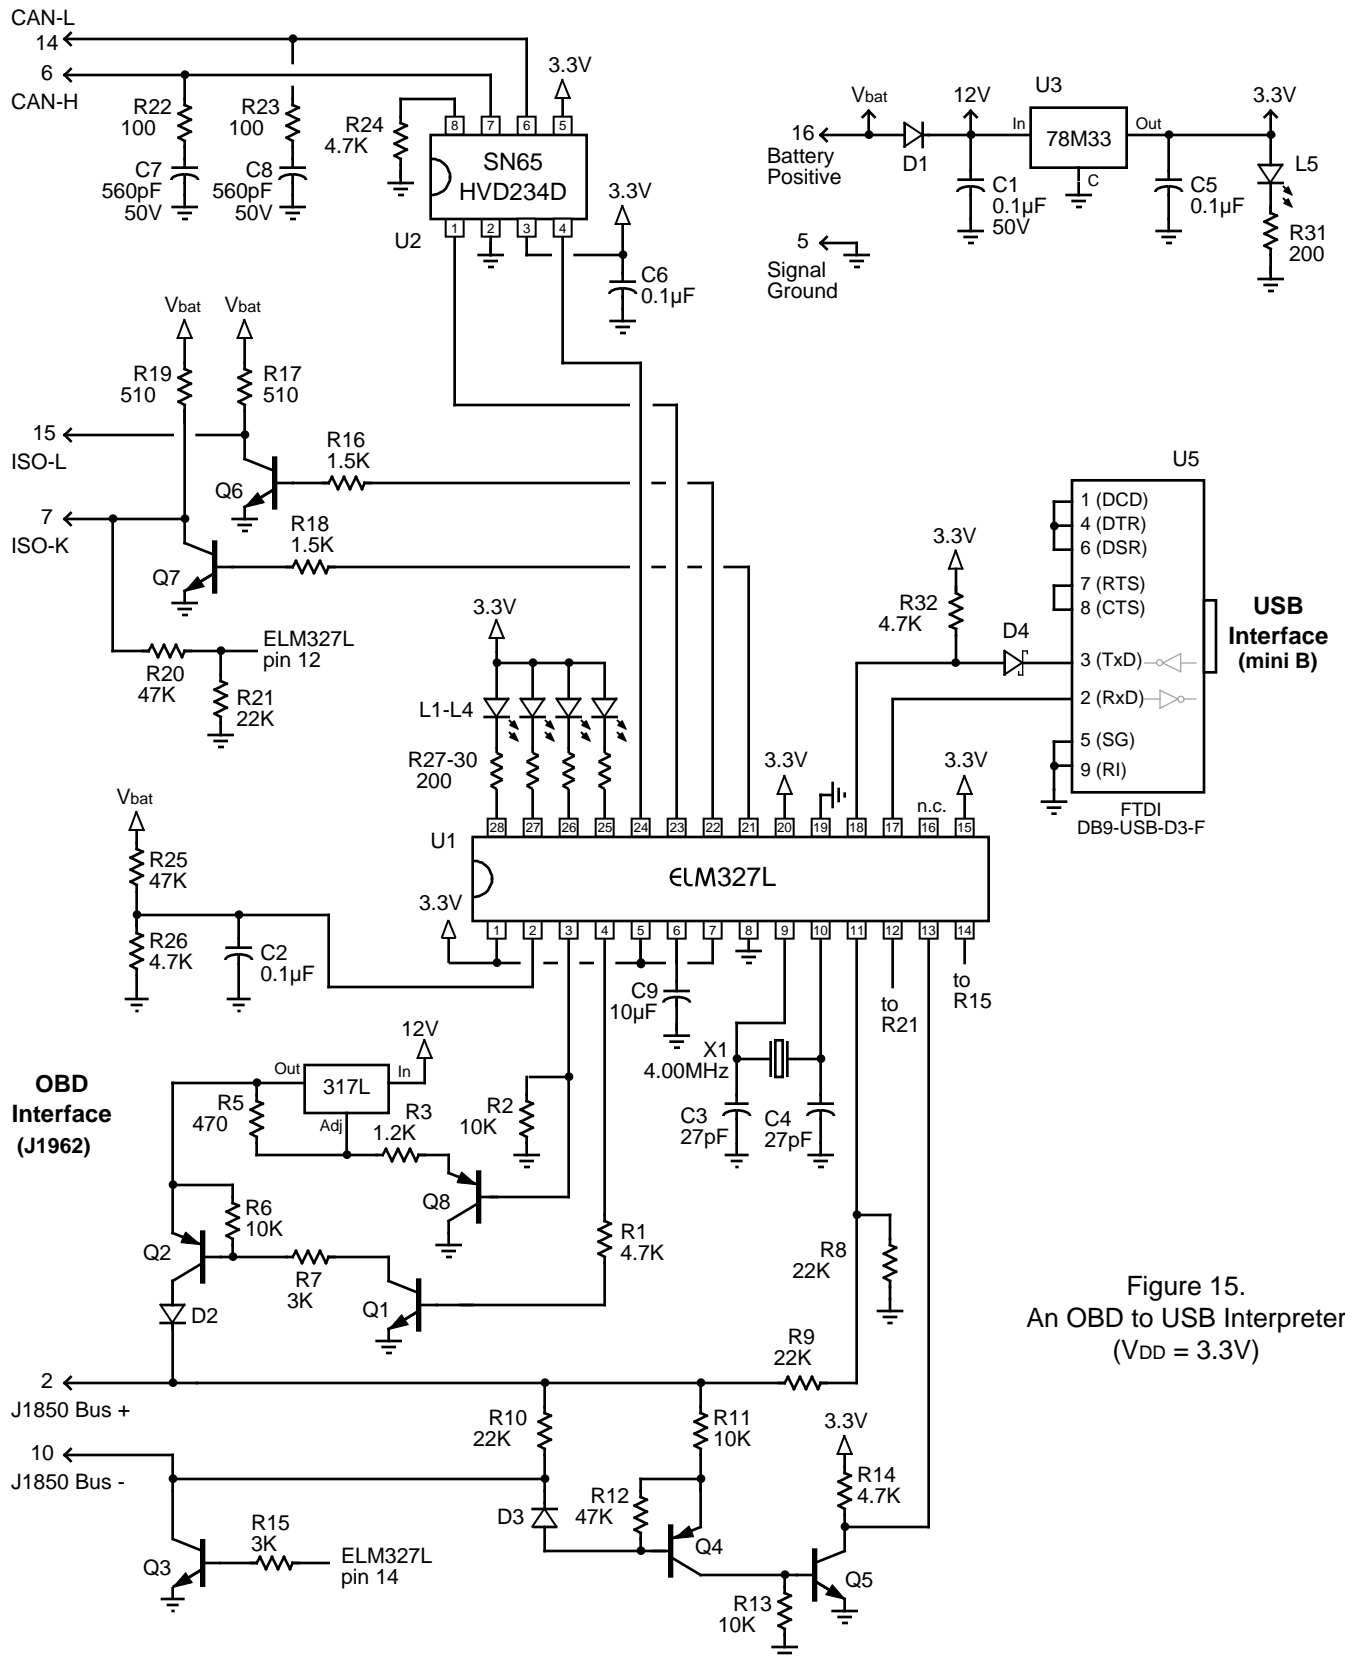 CAN-L
14
6
CAN-H
R22
100
R23
100
C7
560pF
50V
C8
560pF
50V
R24
4.7K
3.3V
8
7
6
5
SN65
HVD234D
1
2
3
4
U2
3.3V
C6
0.1µF
Vbat
12V
U3
3.3V
16
Battery
Positive
D1
In
78M33
Out
C
C1
0.1µF
50V
C5
0.1µF
L5
R31
200
5
Signal
Ground
Vbat
Vbat
R19
510
R17
510
15
ISO-L
R16
1.5K
Q6
7
ISO-K
R18
1.5K
Q7
ELM327L
pin 12
R20
47K
R21
22K
3.3V
L1-L4
R27-30
200
U5
1 (DCD)
4 (DTR)
6 (DSR)
7 (RTS)
8 (CTS)
3 (TxD)
2 (RxD)
5 (SG)
9 (RI)
FTDI
DB9-USB-D3-F
USB
Interface
(mini B)
3.3V
R32
4.7K
D4
3.3V
3.3V
n.c.
28
27
26
25
24
23
22
21
20
19
18
17
16
15
U1
ELM327L
3.3V
1
2
3
4
5
6
7
8
9
10
11
12
13
14
Vbat
R25
47K
R26
4.7K
C2
0.1µF
C9
10µF
to
R21
to
R15
X1
4.00MHz
C3
27pF
C4
27pF
OBD
Interface
(J1962)
12V
Out
317L
In
Adj
R5
470
R3
1.2K
R2
10K
Q8
R6
10K
Q2
R7
3K
Q1
R1
4.7K
D2
R8
22K
R9
22K
Figure 15.
An OBD to USB Interpreter
(VDD = 3.3V)
2
J1850 Bus +
10
J1850 Bus -
R10
22K
R11
10K
3.3V
R14
4.7K
D3
R12
47K
Q4
Q5
R13
10K
R15
3K
Q3
ELM327L
pin 14